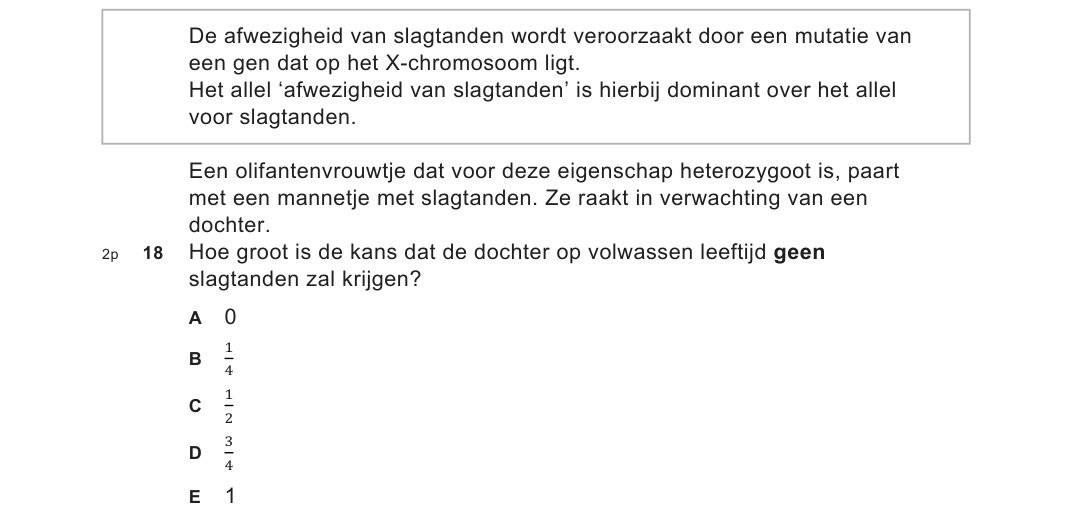 De afwezigheid van slagtanden wordt veroorzaakt door een mutatie van
een gen dat op het X-chromosoom ligt.
Het allel ‘afwezigheid van slagtanden’ is hierbij dominant over het allel
voor slagtanden.
Een olifantenvrouwtje dat voor deze eigenschap heterozygoot is, paart
met een mannetje met slagtanden. Ze raakt in verwachting van een
dochter.
2p 18 Hoe groot is de kans dat de dochter op volwassen leeftijd geen
slagtanden zal krijgen?
A 0
B 1/4
C 1/2
D 3/4
E 1